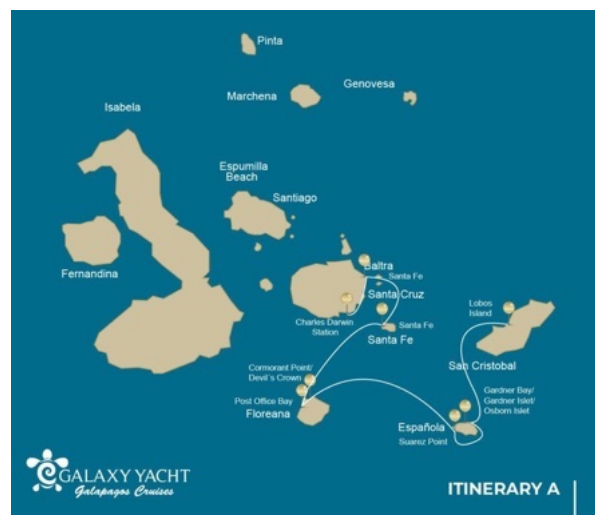 Pinta
Genovesa
Marchena
Isabela
Espumilla
Beach
Santiago
Fernandina
Baltra
Santa Fe
Santa Cruz
Charles Darwin
Station
Santa Fe
Santa Fe
Lobos
Island
San Cristobal
Cormorant Point/
Devil´s Crown
Post Office Bay
Floreana
Gardner Bay/
Gardner Islet/
Osborn Islet
Española
Suarez Point
GALAXY YACHT
Galapagos Cruises
ITINERARY A